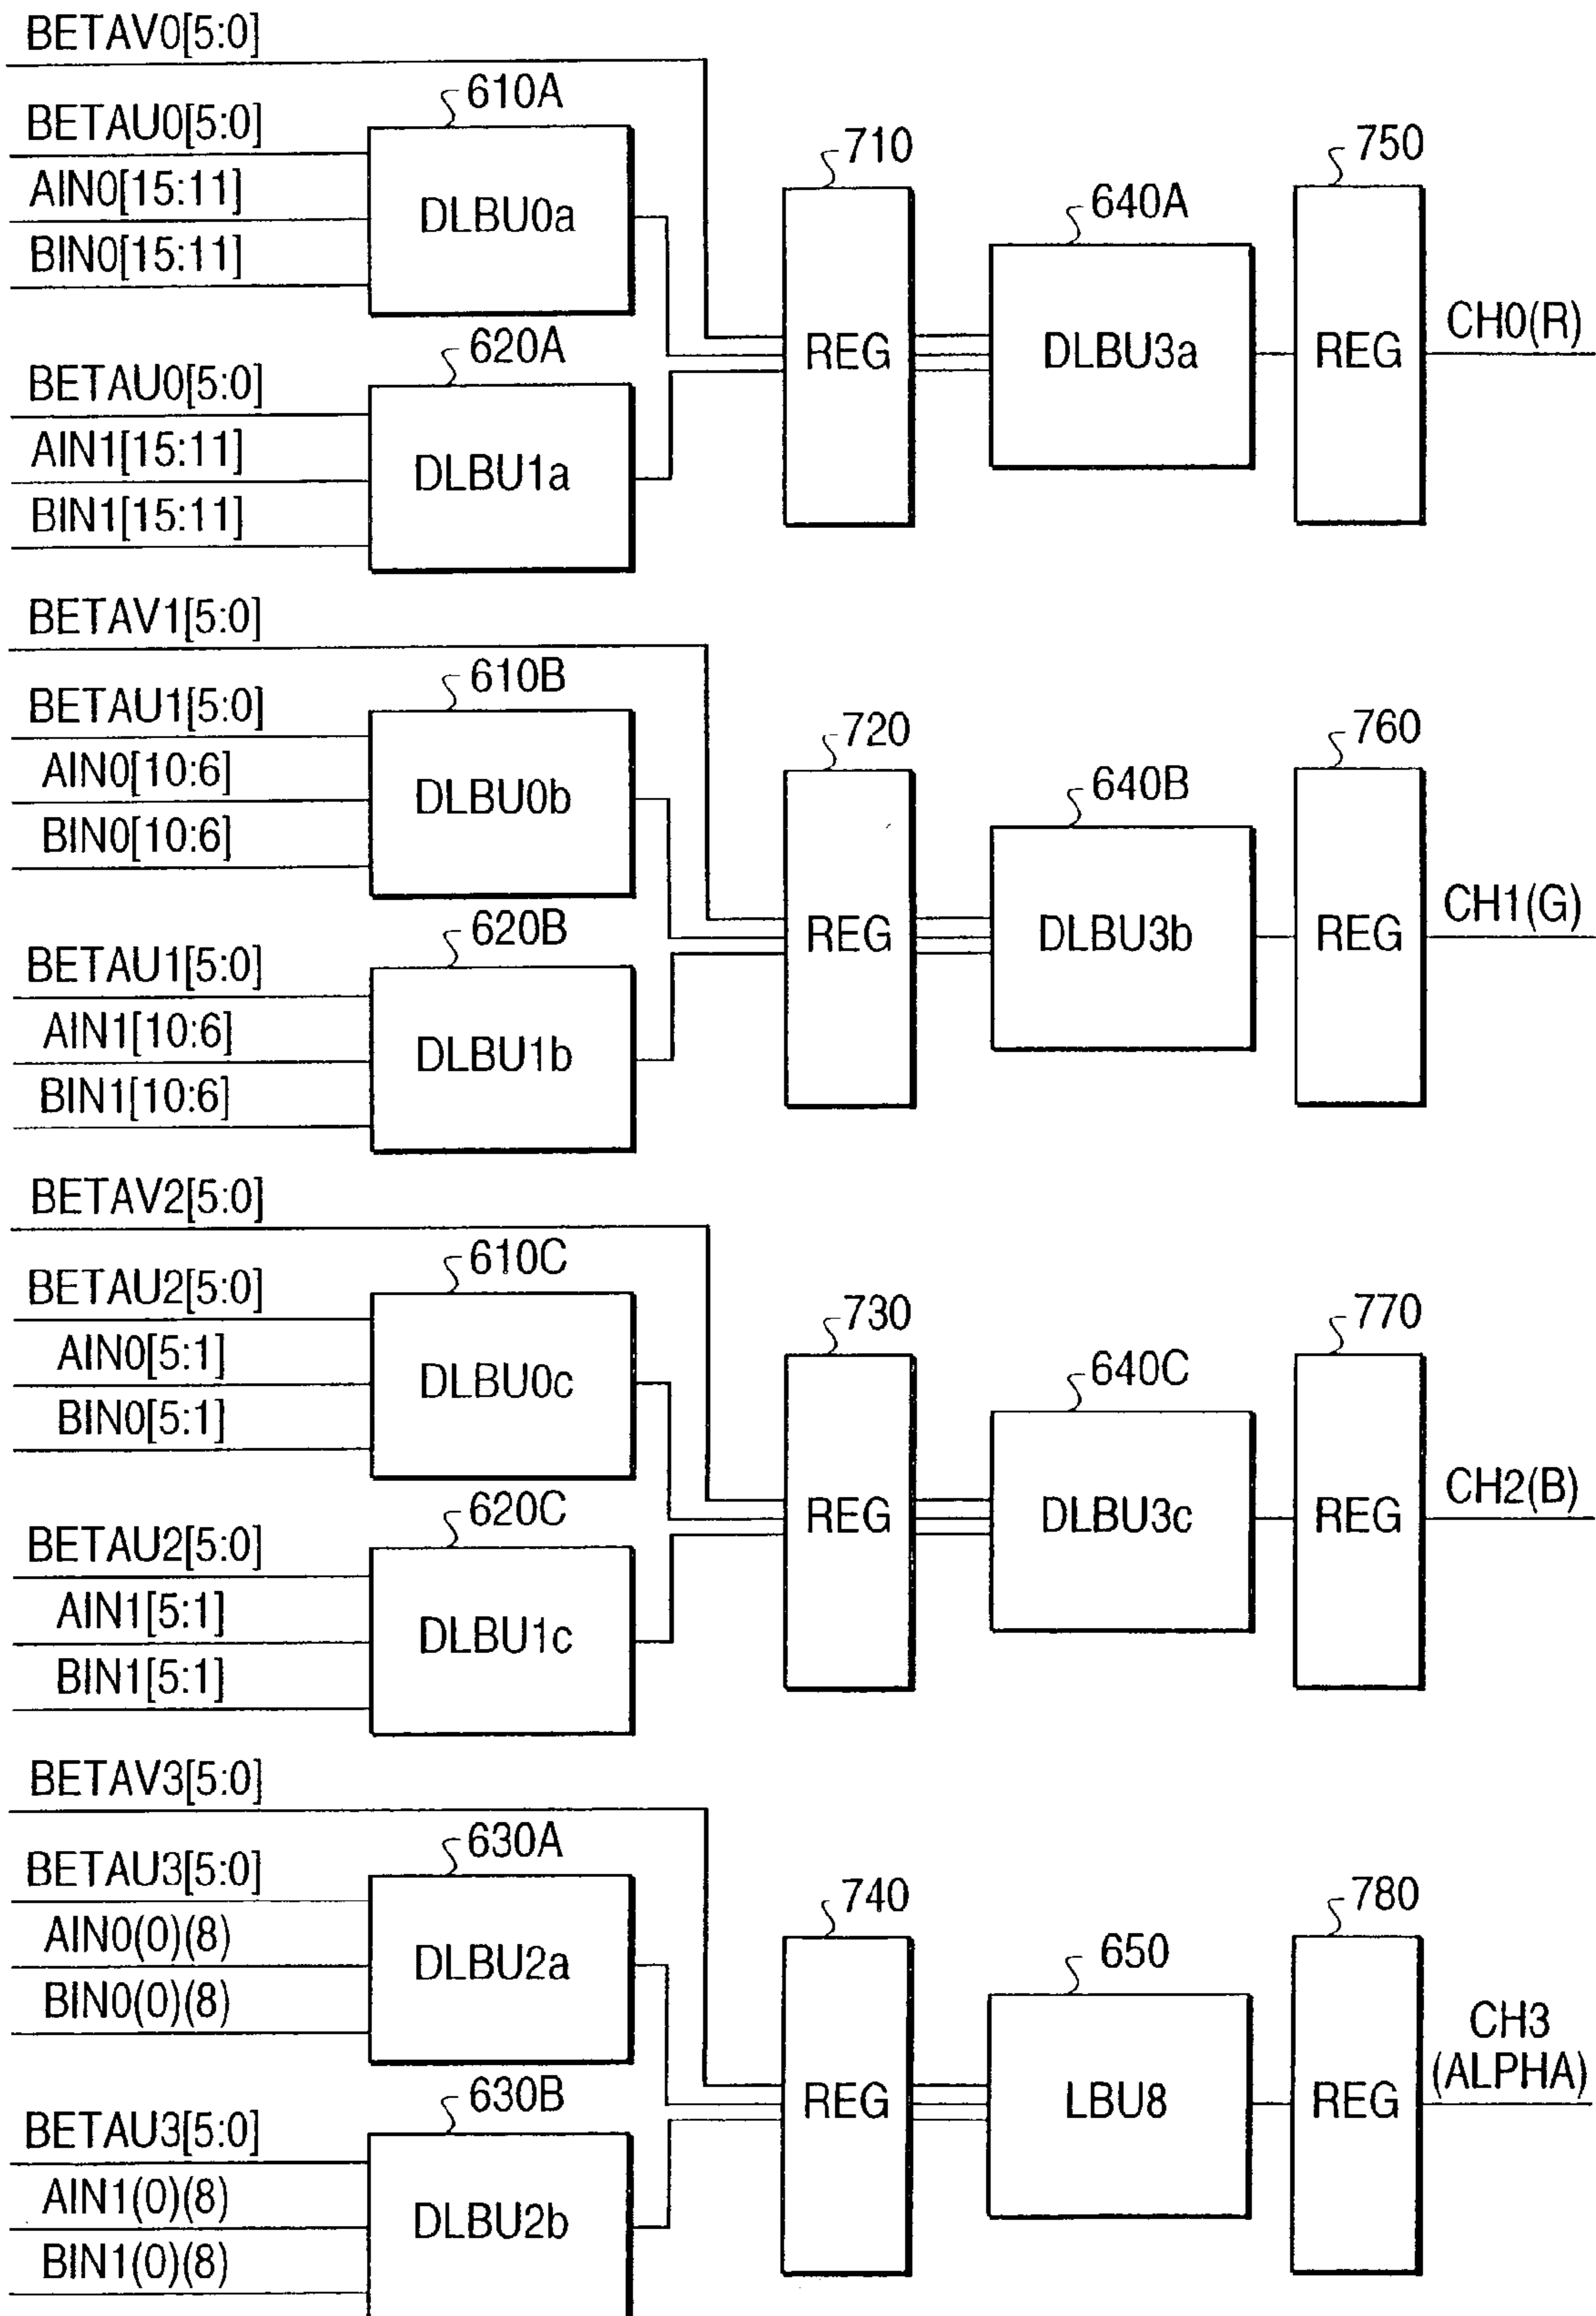 BETAV0[5:0]
610A
BETAU0[5:0]
AIN0[15:11]
BIN0[15:11]
DLBU0a
710
REG
640A
DLBU3a
750
REG
CH0(R)
620A
BETAU0[5:0]
AIN1[15:11]
BIN1[15:11]
DLBU1a
BETAV1[5:0]
610B
BETAU1[5:0]
AIN0[10:6]
BIN0[10:6]
DLBU0b
720
REG
640B
DLBU3b
760
REG
CH1(G)
620B
BETAU1[5:0]
AIN1[10:6]
BIN1[10:6]
DLBU1b
BETAV2[5:0]
610C
BETAU2[5:0]
AIN0[5:1]
BIN0[5:1]
DLBU0c
730
REG
640C
DLBU3c
770
REG
CH2(B)
620C
BETAU2[5:0]
AIN1[5:1]
BIN1[5:1]
DLBU1c
BETAV3[5:0]
630A
BETAU3[5:0]
AIN0(0)(8)
BIN0(0)(8)
DLBU2a
740
REG
650
LBU8
780
REG
CH3
(ALPHA)
630B
BETAU3[5:0]
AIN1(0)(8)
BIN1(0)(8)
DLBU2b